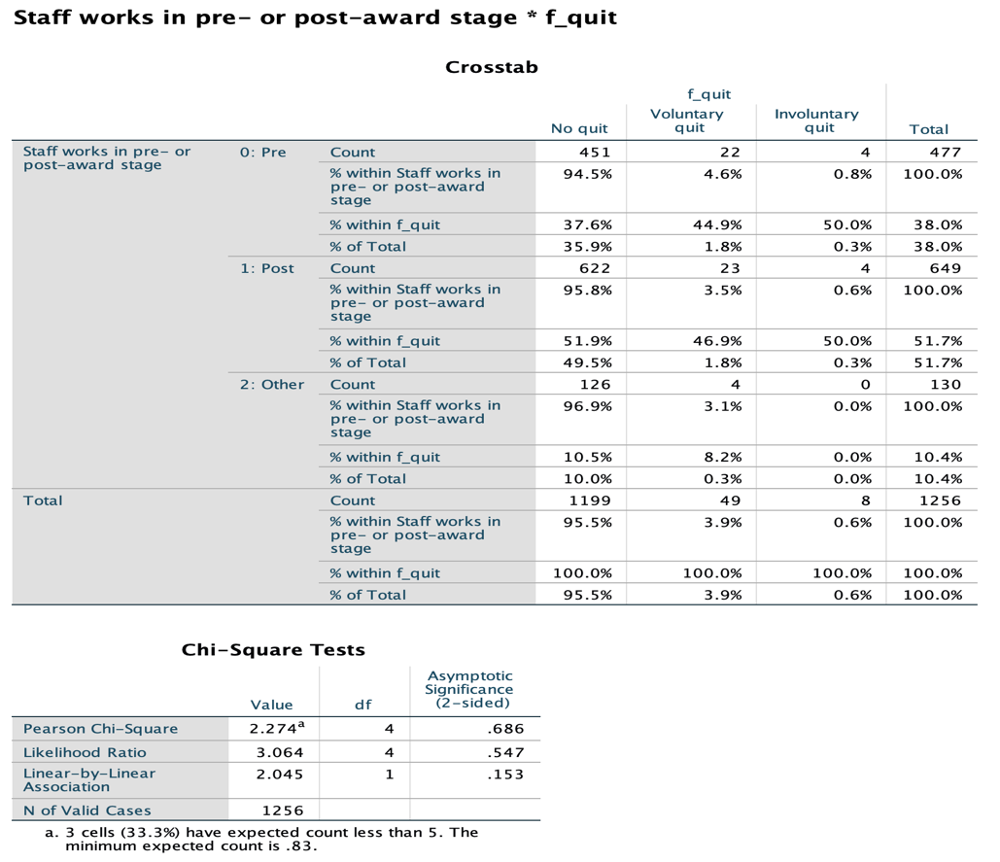 Staff works in pre- or post-award stage * f_quit
Crosstab
f_quit
No quit Voluntary quit Involuntary quit Total
Staff works in pre- or post-award stage 0: Pre Count 451 22 4 477
% within Staff works in pre- or post-award stage 94.5% 4.6% 0.8% 100.0%
% within f_quit 37.6% 44.9% 50.0% 38.0%
% of Total 35.9% 1.8% 0.3% 38.0%
1: Post Count 622 23 4 649
% within Staff works in pre- or post-award stage 95.8% 3.5% 0.6% 100.0%
% within f_quit 51.9% 46.9% 50.0% 51.7%
% of Total 49.5% 1.8% 0.3% 51.7%
2: Other Count 126 4 0 130
% within Staff works in pre- or post-award stage 96.9% 3.1% 0.0% 100.0%
% within f_quit 10.5% 8.2% 0.0% 10.4%
% of Total 10.0% 0.3% 0.0% 10.4%
Total Count 1199 49 8 1256
% within Staff works in pre- or post-award stage 95.5% 3.9% 0.6% 100.0%
% within f_quit 100.0% 100.0% 100.0% 100.0%
% of Total 95.5% 3.9% 0.6% 100.0%
Chi-Square Tests
Value df Asymptotic Significance (2-sided)
Pearson Chi-Square 2.274a 4 .686
Likelihood Ratio 3.064 4 .547
Linear-by-Linear Association 2.045 1 .153
N of Valid Cases 1256
a. 3 cells (33.3%) have expected count less than 5. The
minimum expected count is .83.